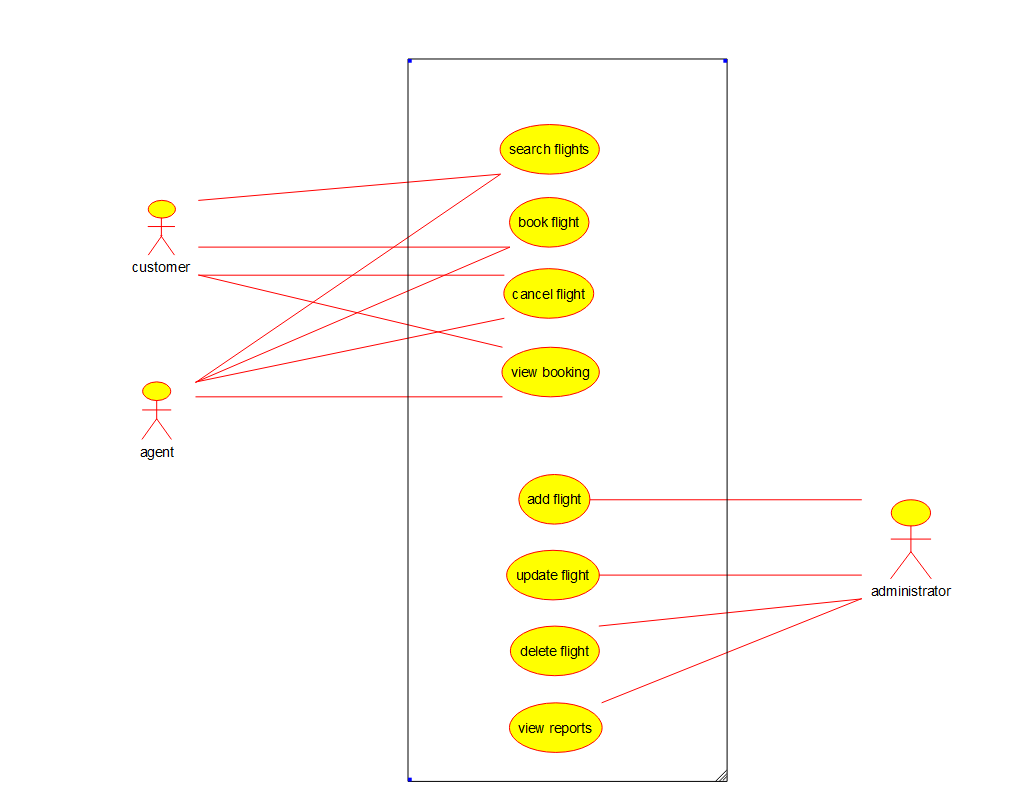 search flights
book flight
customer
cancel flight
view booking
agent
add flight
update flight
administrator
delete flight
view reports